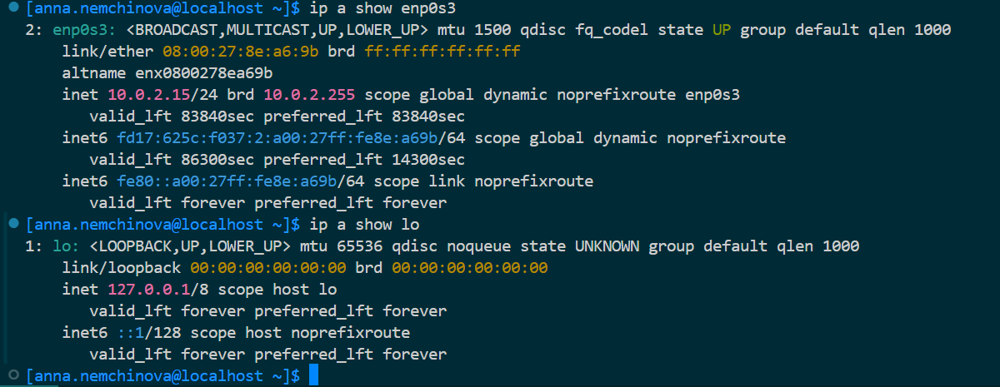 [anna.nemchinova@localhost ~]$ ip a show enp0s3
2: enp0s3: <BROADCAST,MULTICAST,UP,LOWER_UP> mtu 1500 qdisc fq_codel state UP group default qlen 1000
    link/ether 08:00:27:8e:a6:9b brd ff:ff:ff:ff:ff:ff
    altname enx0800278ea69b
    inet 10.0.2.15/24 brd 10.0.2.255 scope global dynamic noprefixroute enp0s3
       valid_lft 83840sec preferred_lft 83840sec
    inet6 fd17:625c:f037:2:a00:27ff:fe8e:a69b/64 scope global dynamic noprefixroute
       valid_lft 86300sec preferred_lft 14300sec
    inet6 fe80::a00:27ff:fe8e:a69b/64 scope link noprefixroute
       valid_lft forever preferred_lft forever
[anna.nemchinova@localhost ~]$ ip a show lo
1: lo: <LOOPBACK,UP,LOWER_UP> mtu 65536 qdisc noqueue state UNKNOWN group default qlen 1000
    link/loopback 00:00:00:00:00:00 brd 00:00:00:00:00:00
    inet 127.0.0.1/8 scope host lo
       valid_lft forever preferred_lft forever
    inet6 ::1/128 scope host noprefixroute
       valid_lft forever preferred_lft forever
[anna.nemchinova@localhost ~]$